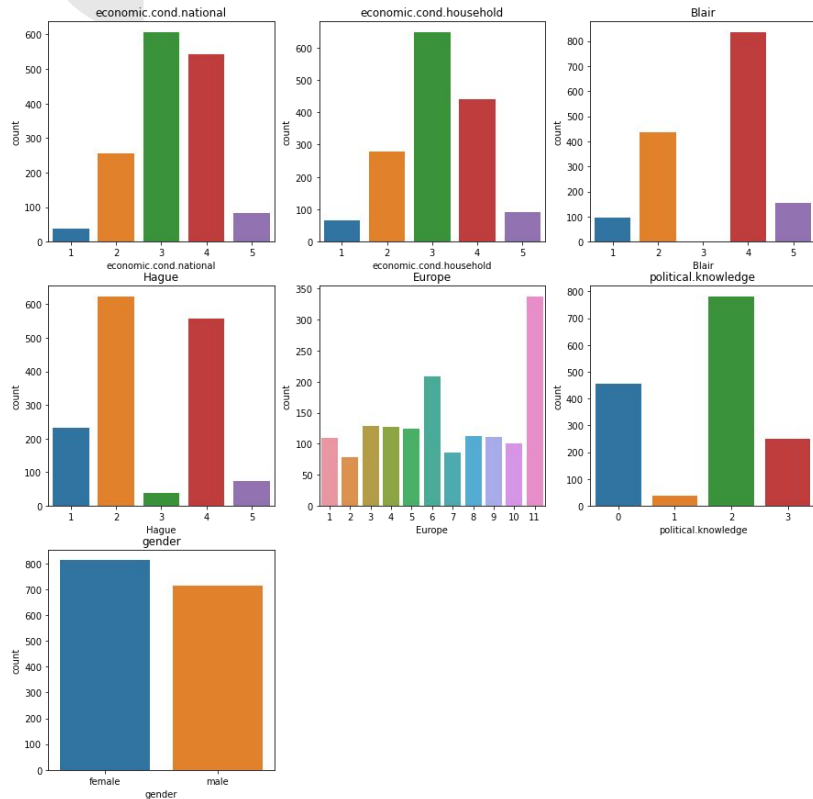 economic.cond.national
600
500
400
300
200
100
0
count
1 2 3 4 5
economic.cond.national
economic.cond.household
600
500
400
300
200
100
0
count
1 2 3 4 5
economic.cond.household
Blair
800
700
600
500
400
300
200
100
0
count
1 2 3 4 5
Blair
Hague
600
500
400
300
200
100
0
count
1 2 3 4 5
Hague
Europe
350
300
250
200
150
100
50
0
count
1 2 3 4 5 6 7 8 9 10 11
Europe
political.knowledge
800
700
600
500
400
300
200
100
0
count
0 1 2 3
political.knowledge
gender
800
700
600
500
400
300
200
100
0
count
female male
gender